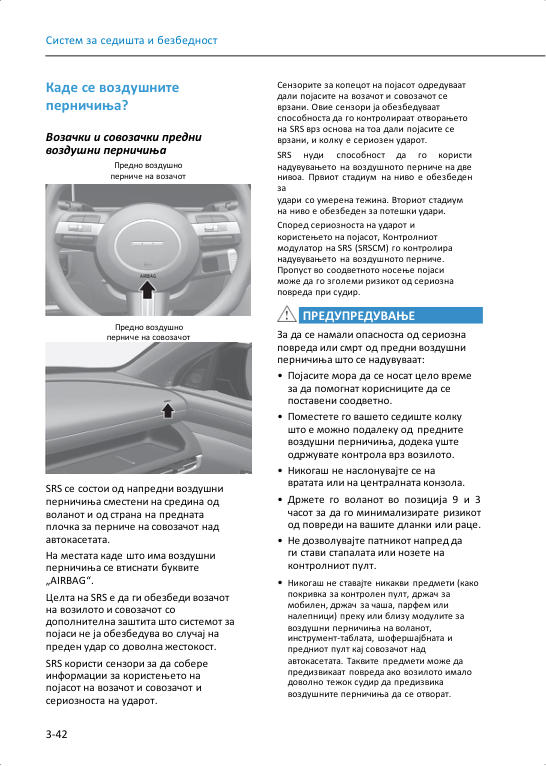 Систем за седишта и безбедност
Каде се воздушните
перничиња?
Возачки и совозачки предни
воздушни перничиња
Предно воздушно
перниче на возачот
AIRBAG
Предно воздушно
перниче на совозачот
SRS се состои од напредни воздушни
перничиња сместени на средина од
воланот и од страна на предната
плочка за перниче на совозачот над
автокасетата.
На местата каде што има воздушни
перничиња се втиснати буквите
„AIRBAG“.
Целта на SRS е да ги обезбеди возачот
на возилото и совозачот со
дополнителна заштита што системот за
појаси не ја обезбедува во случај на
преден удар со доволна жестокост.
SRS користи сензори за да собере
информации за користењето на
појасот на возачот и совозачот и
сериозноста на ударот.
Сензорите за копецот на појасот одредуваат
дали појасите на возачот и совозачот се
врзани. Овие сензори ја обезбедуваат
способноста да го контролираат отворањето
на SRS врз основа на тоа дали појасите се
врзани, и колку е сериозен ударот.
SRS нуди способност да го користи
надувувањето на воздушното перниче на две
нивоа. Првиот стадиум на ниво е обезбеден
за
удари со умерена тежина. Вториот стадиум
на ниво е обезбеден за потешки удари.
Според сериозноста на ударот и
користењето на појасот, Контролниот
модулатор на SRS (SRSCM) го контролира
надувувањето на воздушното перниче.
Пропуст во соодветното носење појаси
може да го зголеми ризикот од сериозна
повреда при судир.
ПРЕДУПРЕДУВАЊЕ
За да се намали опасноста од сериозна
повреда или смрт од предни воздушни
перничиња што се надувуваат:
• Појасите мора да се носат цело време
за да помогнат корисниците да се
поставени соодветно.
• Поместете го вашето седиште колку
што е можно подалеку од предните
воздушни перничиња, додека уште
одржувате контрола врз возилото.
• Никогаш не наслонувајте се на
вратата или на централната конзола.
• Држете го воланот во позиција 9 и 3
часот за да го минимализирате ризикот
од повреди на вашите дланки или раце.
• Не дозволувајте патникот напред да
ги стави стапалата или нозете на
контролниот пулт.
• Никогаш не ставајте никакви предмети (како
покривка за контролен пулт, држач за
мобилен, држач за чаша, парфем или
налепници) преку или близу модулите за
воздушни перничиња на воланот,
инструмент-таблата, шофершајбната и
предниот пулт кај совозачот над
автокасетата. Таквите предмети може да
предизвикаат повреда ако возилото имало
доволно тежок судир да предизвика
воздушните перничиња да се отворат.
3-42